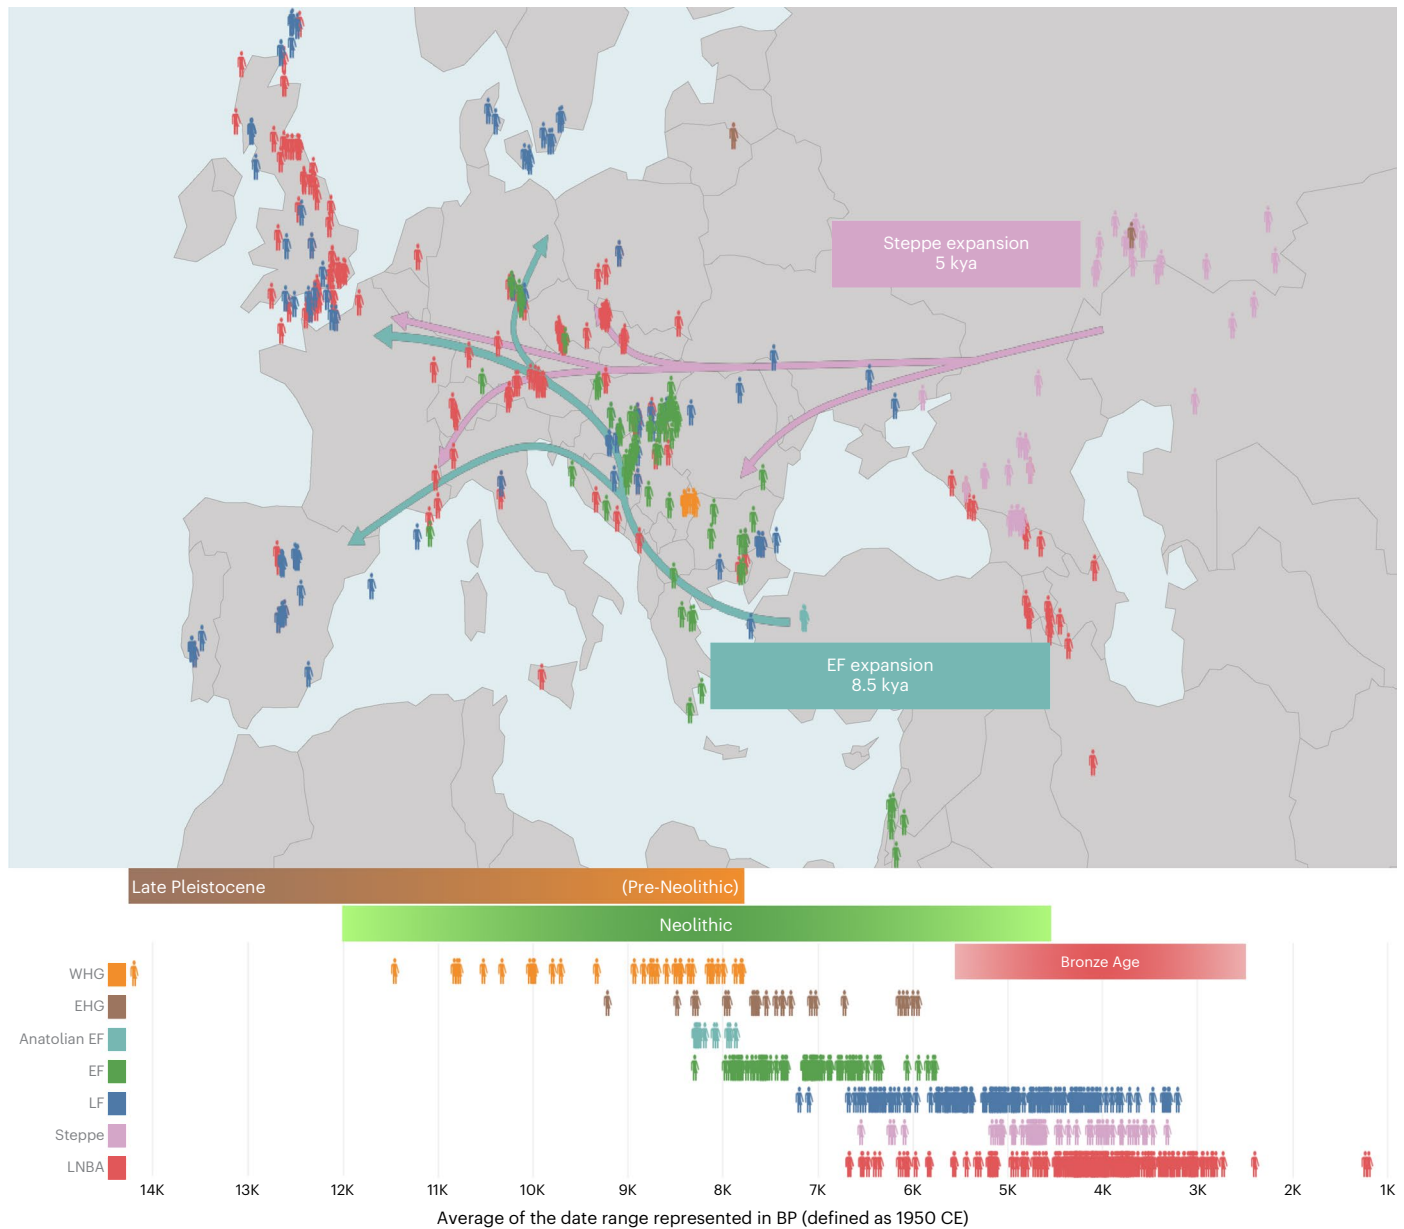 Steppe expansion
5 kya
EF expansion
8.5 kya
Late Pleistocene (Pre-Neolithic)
Neolithic
Bronze Age
WHG
EHG
Anatolian EF
EF
LF
Steppe
LNBA
14K 13K 12K 11K 10K 9K 8K 7K 6K 5K 4K 3K 2K 1K
Average of the date range represented in BP (defined as 1950 CE)